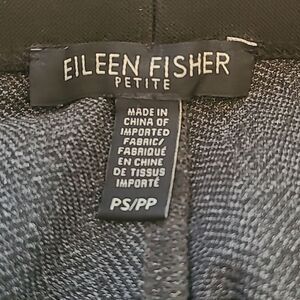 EILEEN FISHER
PETITE
MADE IN
CHINA OF
IMPORTED
FABRIC/
FABRIQUÉ
EN CHINE
DE TISSUS
IMPORTÉ
PS/PP